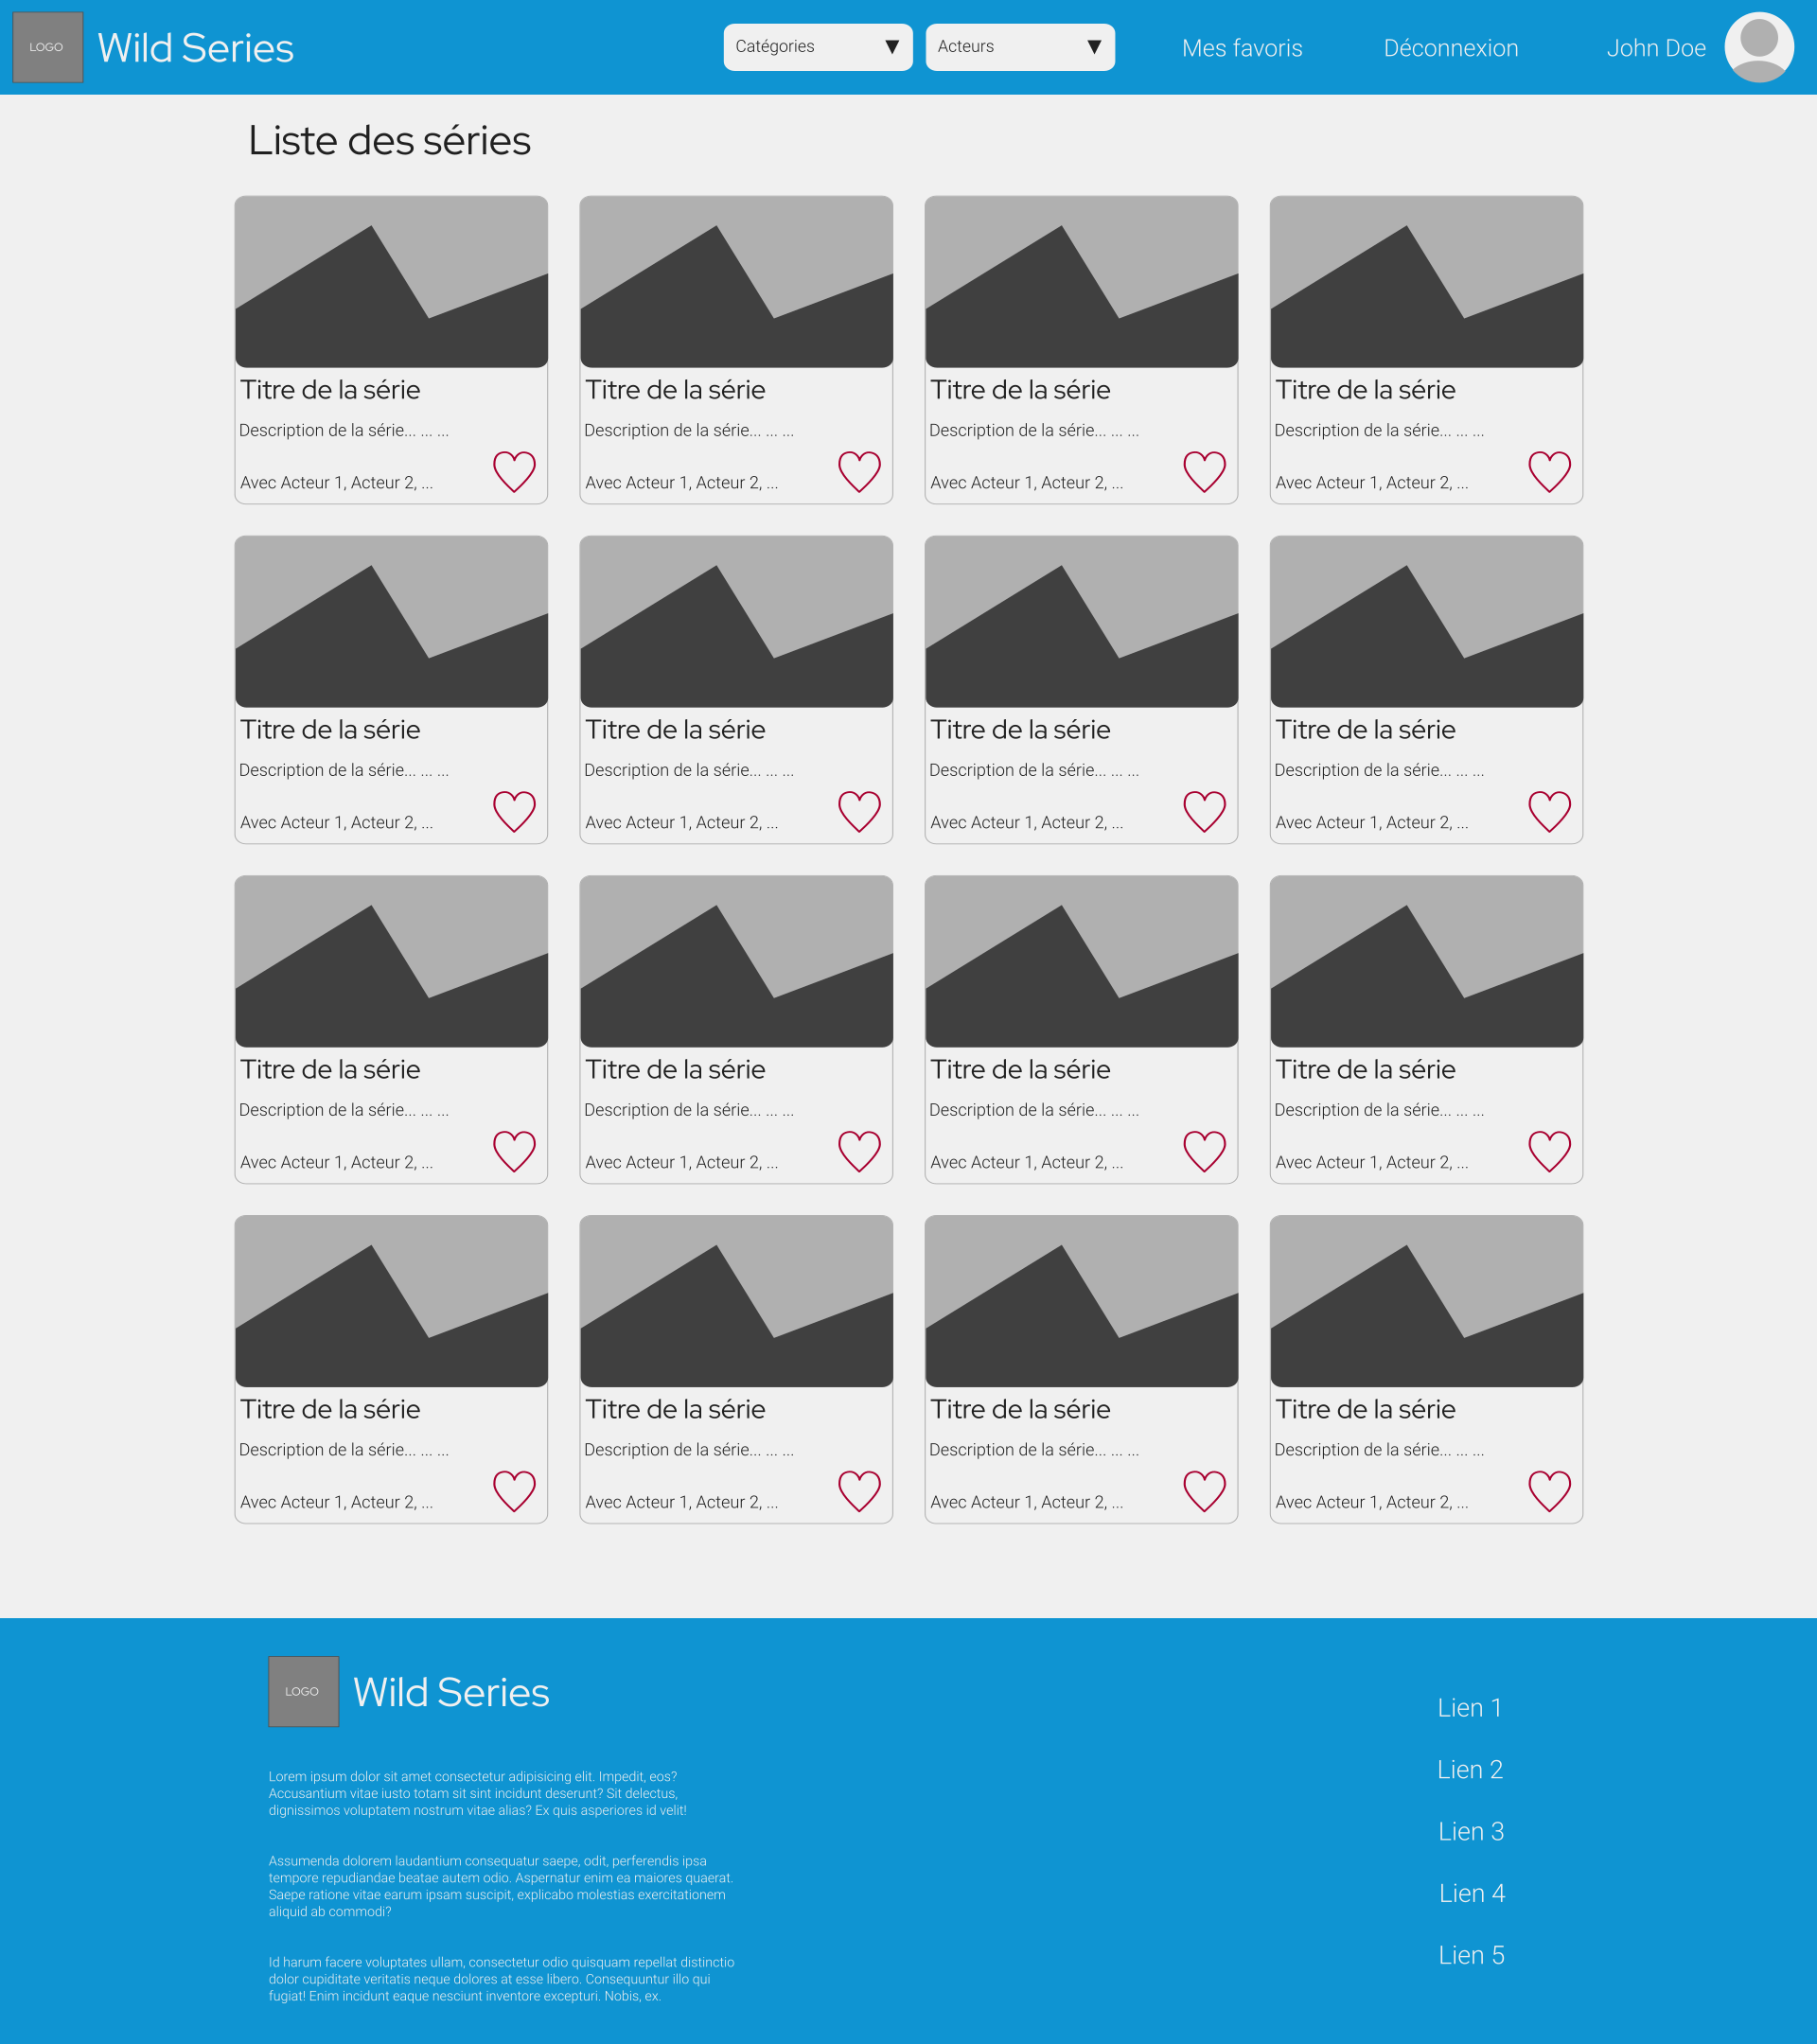 LOGO
Wild Series
Catégories ▼
Acteurs ▼
Mes favoris
Déconnexion
John Doe
Liste des séries
Titre de la série
Description de la série... ... ...
Avec Acteur 1, Acteur 2, ...
Titre de la série
Description de la série... ... ...
Avec Acteur 1, Acteur 2, ...
Titre de la série
Description de la série... ... ...
Avec Acteur 1, Acteur 2, ...
Titre de la série
Description de la série... ... ...
Avec Acteur 1, Acteur 2, ...
Titre de la série
Description de la série... ... ...
Avec Acteur 1, Acteur 2, ...
Titre de la série
Description de la série... ... ...
Avec Acteur 1, Acteur 2, ...
Titre de la série
Description de la série... ... ...
Avec Acteur 1, Acteur 2, ...
Titre de la série
Description de la série... ... ...
Avec Acteur 1, Acteur 2, ...
Titre de la série
Description de la série... ... ...
Avec Acteur 1, Acteur 2, ...
Titre de la série
Description de la série... ... ...
Avec Acteur 1, Acteur 2, ...
Titre de la série
Description de la série... ... ...
Avec Acteur 1, Acteur 2, ...
Titre de la série
Description de la série... ... ...
Avec Acteur 1, Acteur 2, ...
Titre de la série
Description de la série... ... ...
Avec Acteur 1, Acteur 2, ...
Titre de la série
Description de la série... ... ...
Avec Acteur 1, Acteur 2, ...
Titre de la série
Description de la série... ... ...
Avec Acteur 1, Acteur 2, ...
Titre de la série
Description de la série... ... ...
Avec Acteur 1, Acteur 2, ...
LOGO
Wild Series
Lorem ipsum dolor sit amet consectetur adipisicing elit. Impedit, eos?
Accusantium vitae iusto totam sit sint incidunt deserunt? Sit delectus,
dignissimos voluptatem nostrum vitae alias? Ex quis asperiores id velit!
Assumenda dolorem laudantium consequatur saepe, odit, perferendis ipsa
tempore repudiandae beatae autem odio. Aspernatur enim ea maiores quaerat.
Saepe ratione vitae earum ipsam suscipit, explicabo molestias exercitationem
aliquid ab commodi?
Id harum facere voluptates ullam, consectetur odio quisquam repellat distinctio
dolor cupiditate veritatis neque dolores at esse libero. Consequuntur illo qui
fugiat! Enim incidunt eaque nesciunt inventore excepturi. Nobis, ex.
Lien 1
Lien 2
Lien 3
Lien 4
Lien 5